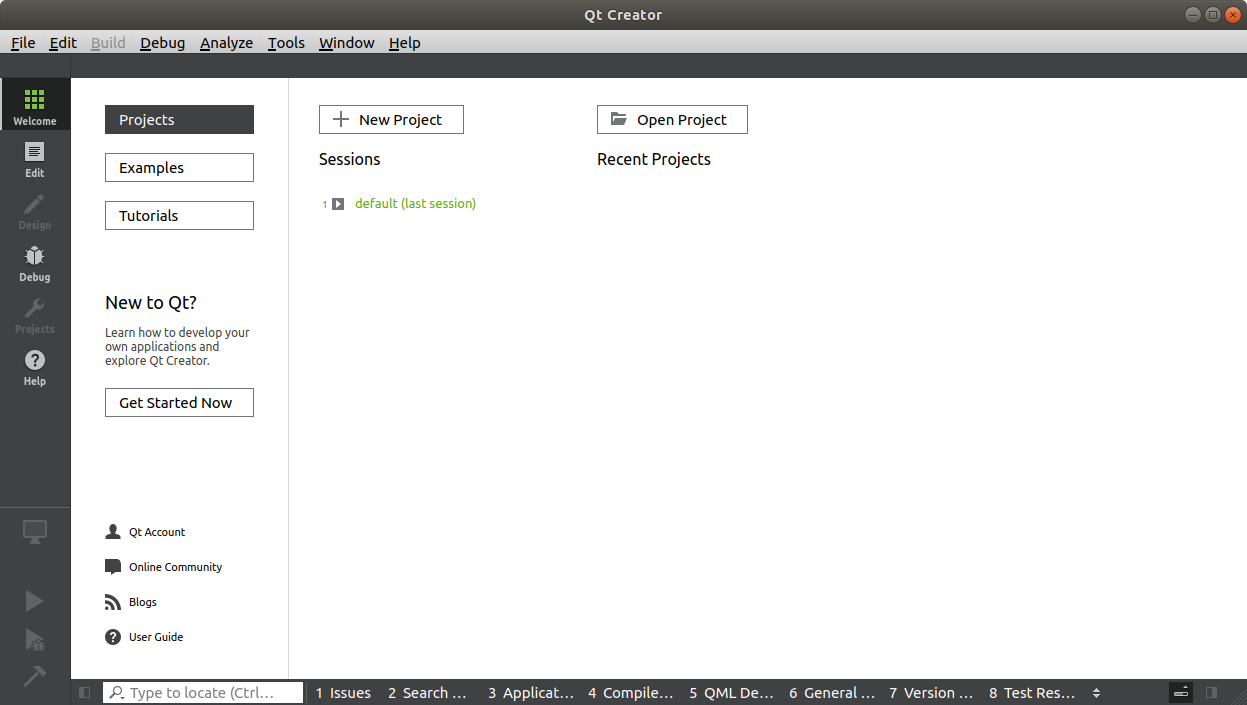 Qt Creator
File Edit Build Debug Analyze Tools Window Help
Welcome
Edit
Design
Debug
Projects
Help
Projects
Examples
Tutorials
New to Qt?
Learn how to develop your
own applications and
explore Qt Creator.
Get Started Now
Qt Account
Online Community
Blogs
User Guide
New Project
Sessions
1 default (last session)
Open Project
Recent Projects
Type to locate (Ctrl... 1 Issues 2 Search ... 3 Applicat... 4 Compile... 5 QML De... 6 General ... 7 Version ... 8 Test Res...